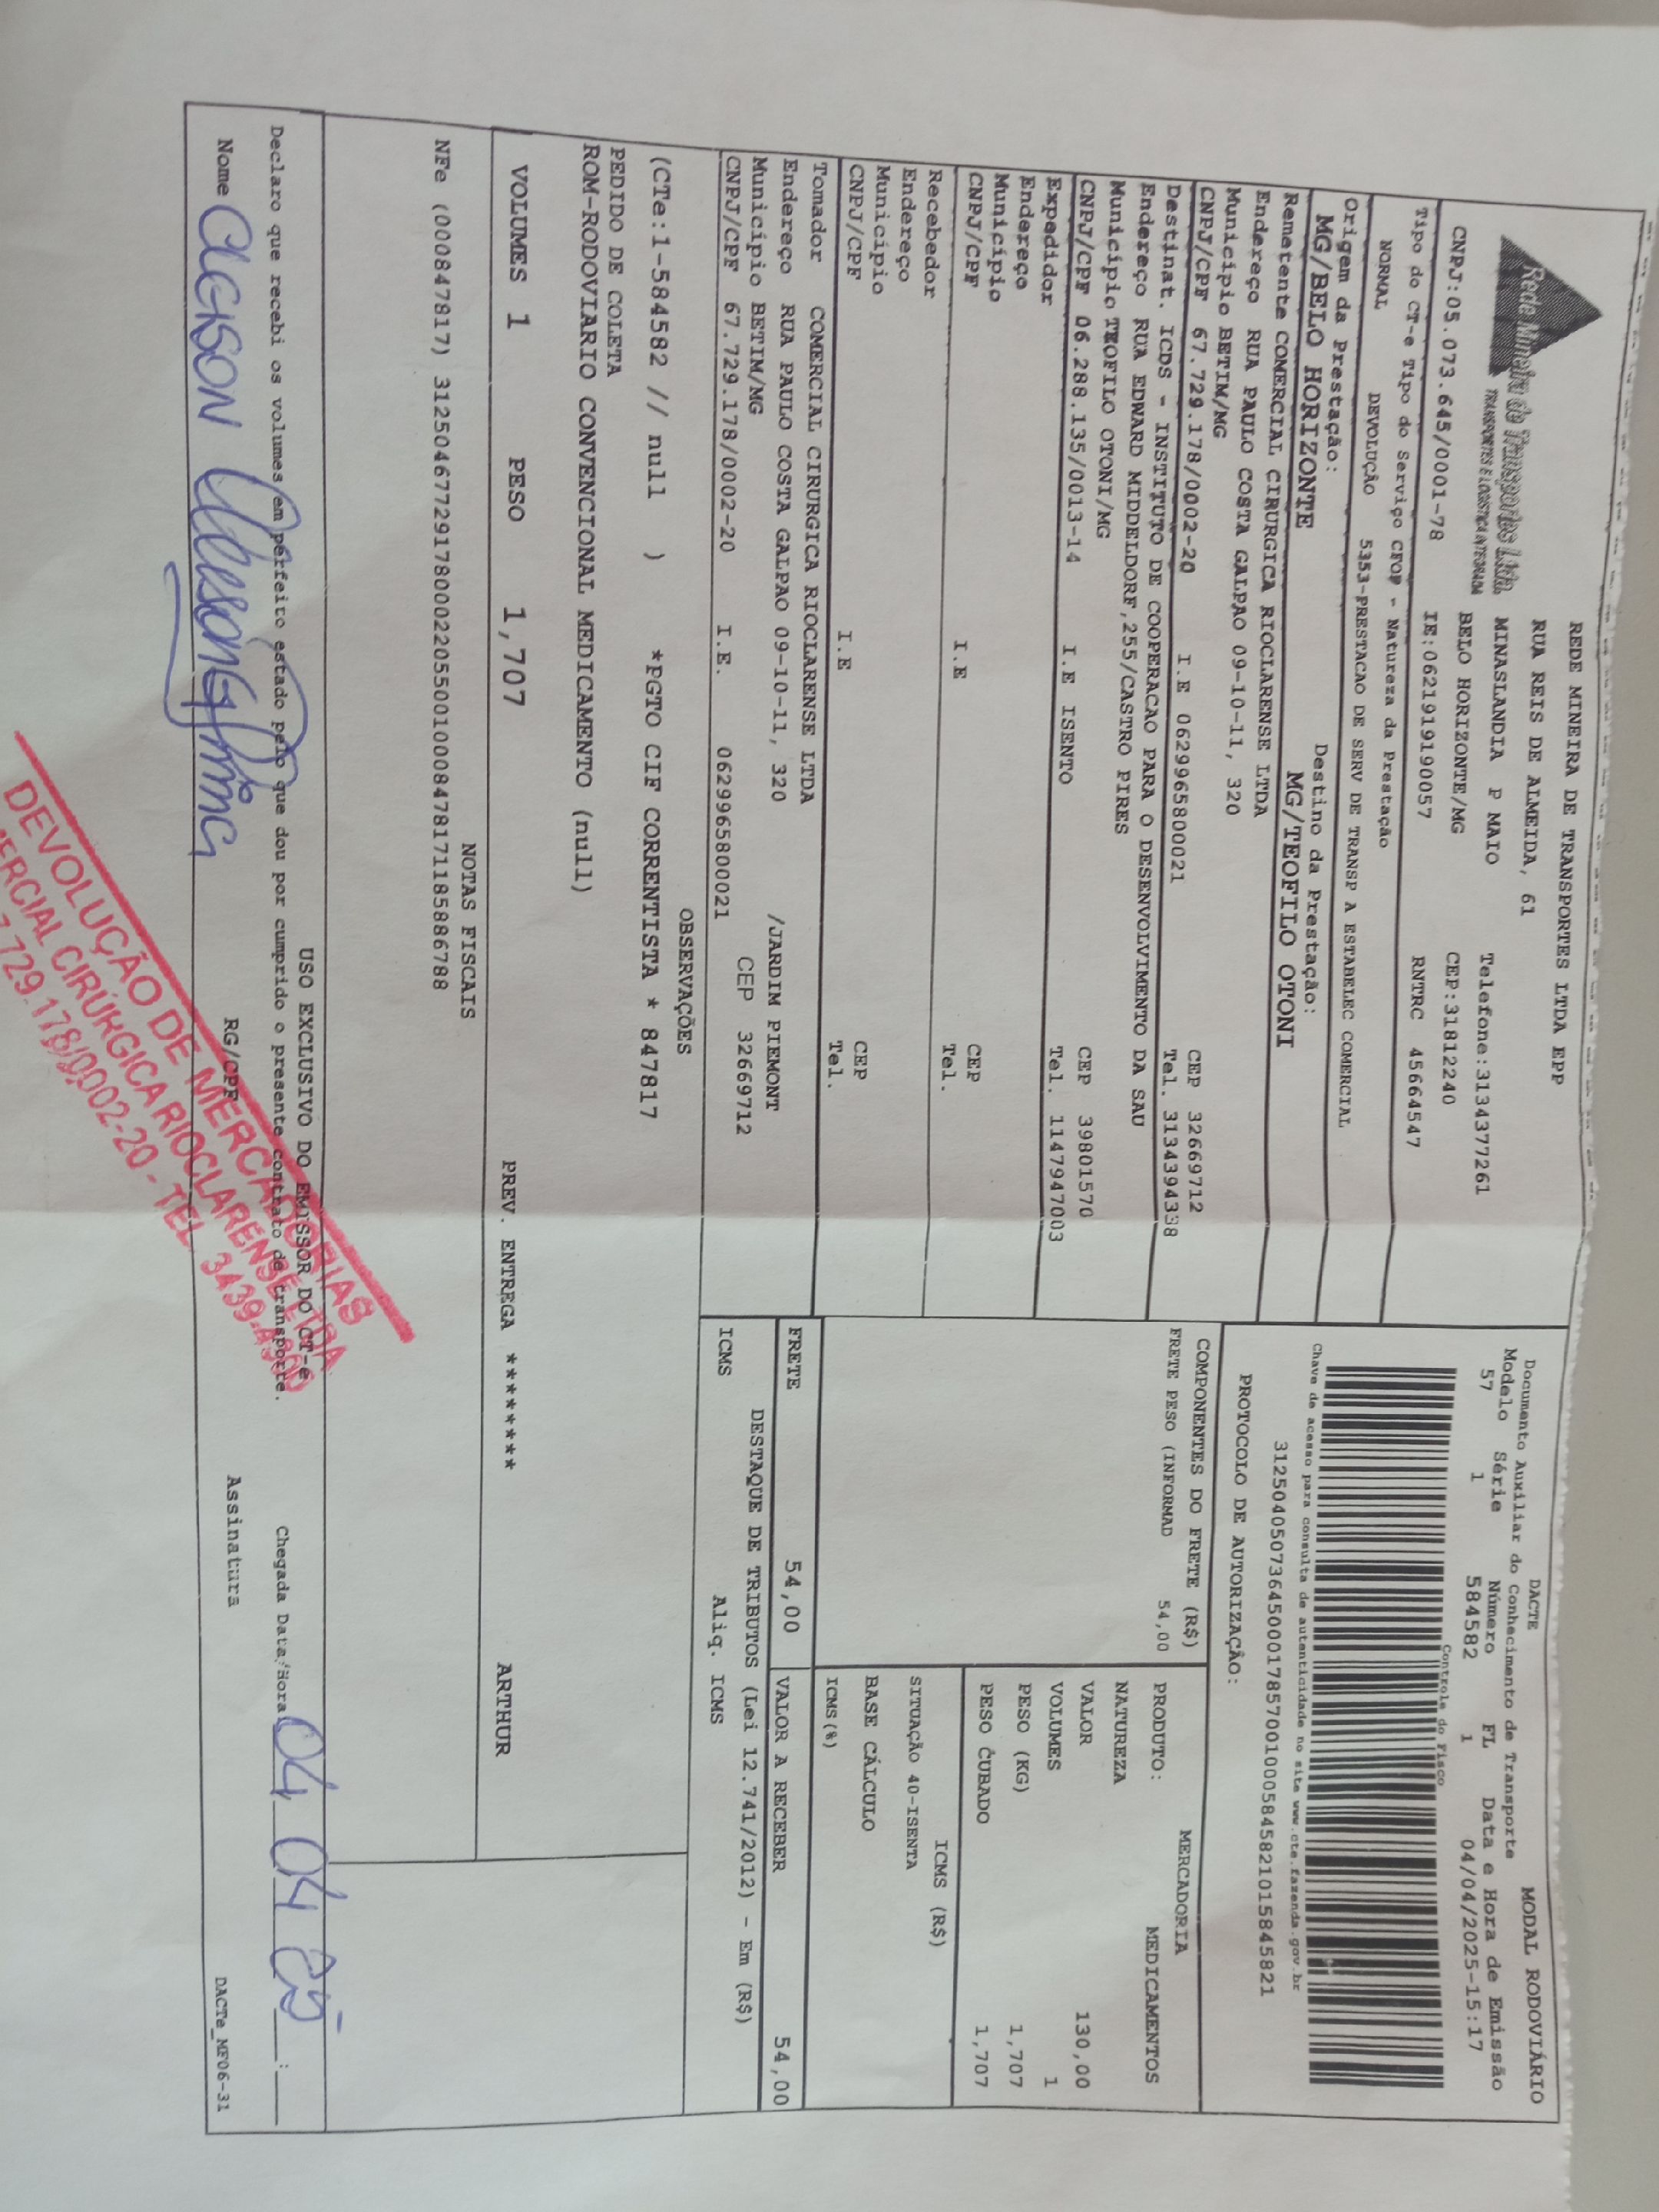 Rede Mineira de Transportes Ltda.
TRANSPORTES E LOGÍSTICA INTEGRADA
REDE MINEIRA DE TRANSPORTES LTDA EPP
RUA REIS DE ALMEIDA, 61
MINASLANDIA P MAIO Telefone:3134377261
CNPJ:05.073.645/0001-78 BELO HORIZONTE/MG CEP:31812240
IE:0621919190057 RNTRC 45664547
DACTE MODAL RODOVIÁRIO
Documento Auxiliar do Conhecimento de Transporte
Modelo Série Número FL Data e Hora de Emissão
57 1 584582 1 04/04/2025-15:17
Controle do Fisco
Chave de acesso para consulta de autenticidade no site www.cte.fazenda.gov.br
31250405073645000178570010005845821015845821
PROTOCOLO DE AUTORIZAÇÃO:
Tipo do CT-e Tipo do Serviço CFOP - Natureza da Prestação
NORMAL DEVOLUÇÃO 5353-PRESTACAO DE SERV DE TRANSP A ESTABELEC COMERCIAL
Origem da Prestação: Destino da Prestação:
MG/BELO HORIZONTE MG/TEOFILO OTONI
Remetente COMERCIAL CIRURGICA RIOCLARENSE LTDA
Endereço RUA PAULO COSTA GALPAO 09-10-11, 320
Município BETIM/MG CEP 32669712
CNPJ/CPF 67.729.178/0002-20 I.E 0629965800021 Tel. 3134394338
Destinat. ICDS - INSTITUTO DE COOPERACAO PARA O DESENVOLVIMENTO DA SAU
Endereço RUA EDWARD MIDDELDORF,255/CASTRO PIRES
Município TEOFILO OTONI/MG CEP 39801570
CNPJ/CPF 06.288.135/0013-14 I.E ISENTO Tel. 1147947003
Expedidor
Endereço
Município CEP
CNPJ/CPF I.E Tel.
Recebedor
Endereço
Município CEP
CNPJ/CPF I.E Tel.
Tomador COMERCIAL CIRURGICA RIOCLARENSE LTDA
Endereço RUA PAULO COSTA GALPAO 09-10-11, 320 /JARDIM PIEMONT
Município BETIM/MG CEP 32669712
CNPJ/CPF 67.729.178/0002-20 I.E. 0629965800021
COMPONENTES DO FRETE (R$)
FRETE PESO (INFORMAD 54,00
MERCADORIA
PRODUTO: MEDICAMENTOS
NATUREZA
VALOR 130,00
VOLUMES 1
PESO (KG) 1,707
PESO CUBADO 1,707
ICMS (R$)
SITUAÇÃO 40-ISENTA
BASE CÁLCULO
ICMS(%)
FRETE 54,00 VALOR A RECEBER 54,00
DESTAQUE DE TRIBUTOS (Lei 12.741/2012) - Em (R$)
ICMS Aliq. ICMS
OBSERVAÇÕES
(CTe:1-584582 // null ) *PGTO CIF CORRENTISTA * 847817
PEDIDO DE COLETA
ROM-RODOVIARIO CONVENCIONAL MEDICAMENTO (null)
VOLUMES 1 PESO 1,707 PREV. ENTREGA ******** ARTHUR
NOTAS FISCAIS
NFe (000847817) 31250467729178000220550010008478171185886788
USO EXCLUSIVO DO EMISSOR DO CT-e
Declaro que recebi os volumes em perfeito estado pelo que dou por cumprido o presente contrato de transporte. Chegada Data/Hora 04 04 25 :
Nome RG/CPF Assinatura
DACTe_MF06-31
DEVOLUÇÃO DE MERCADORIAS
ERCIAL CIRÚRGICA RIOCLARENSE LTDA
7.729.178/0002-20 - TEL. 3439-4300